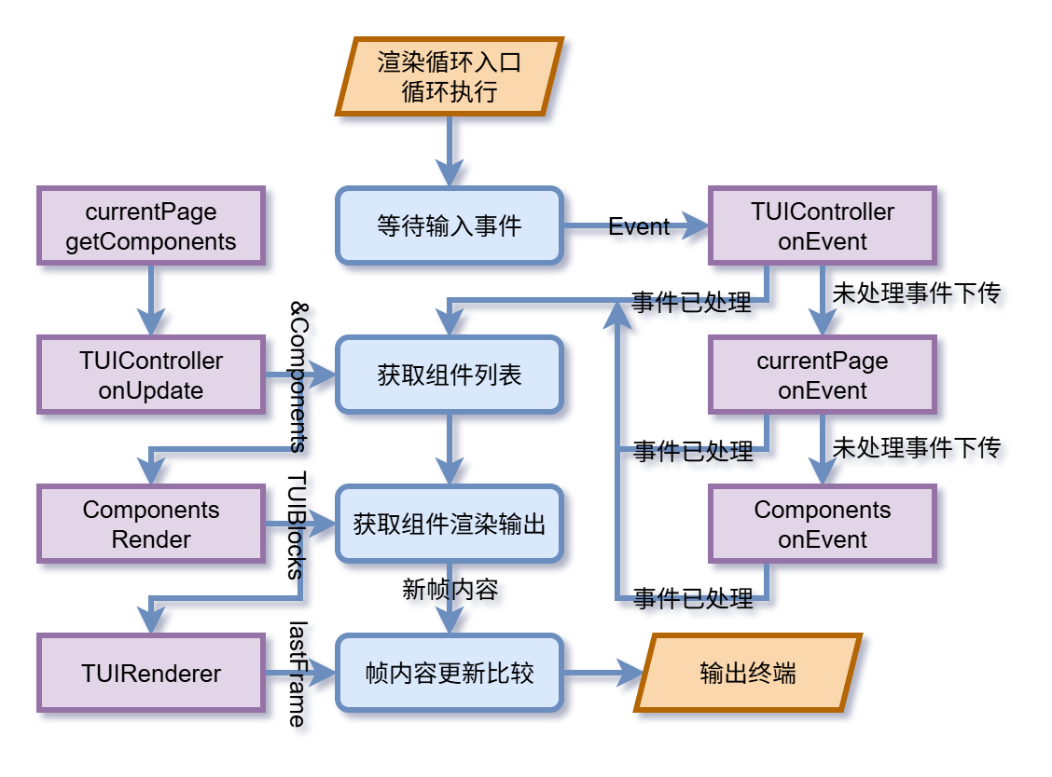 渲染循环入口
循环执行
currentPage
getComponents
等待输入事件
Event
TUIController
onEvent
事件已处理
未处理事件下传
&Components
TUIController
onUpdate
获取组件列表
currentPage
onEvent
事件已处理
未处理事件下传
Components
Render
TUIBlocks
获取组件渲染输出
Components
onEvent
新帧内容
事件已处理
TUIRenderer
lastFrame
帧内容更新比较
输出终端